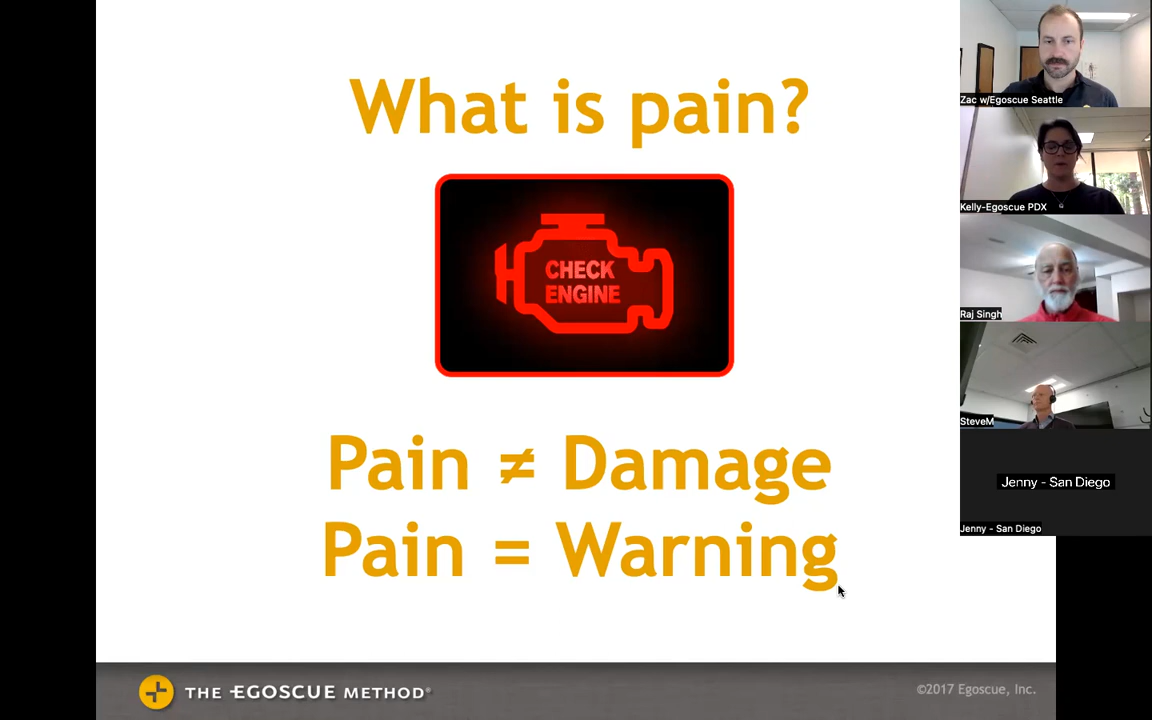 What is pain?
CHECK
ENGINE
Pain ≠ Damage
Pain = Warning
THE EGOSCUE METHOD®
©2017 Egoscue, Inc.
Zac w/Egoscue Seattle
Kelly-Egoscue PDX
Raj Singh
SteveM
Jenny - San Diego
Jenny - San Diego